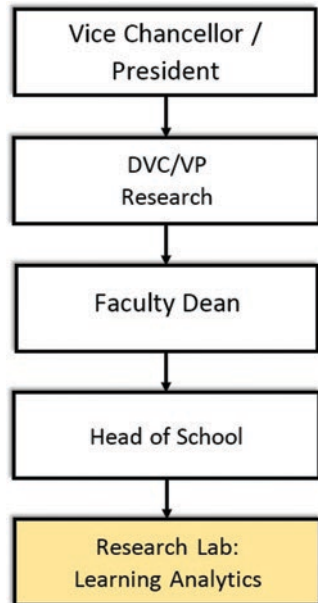 Vice Chancellor /
President
DVC/VP
Research
Faculty Dean
Head of School
Research Lab:
Learning Analytics